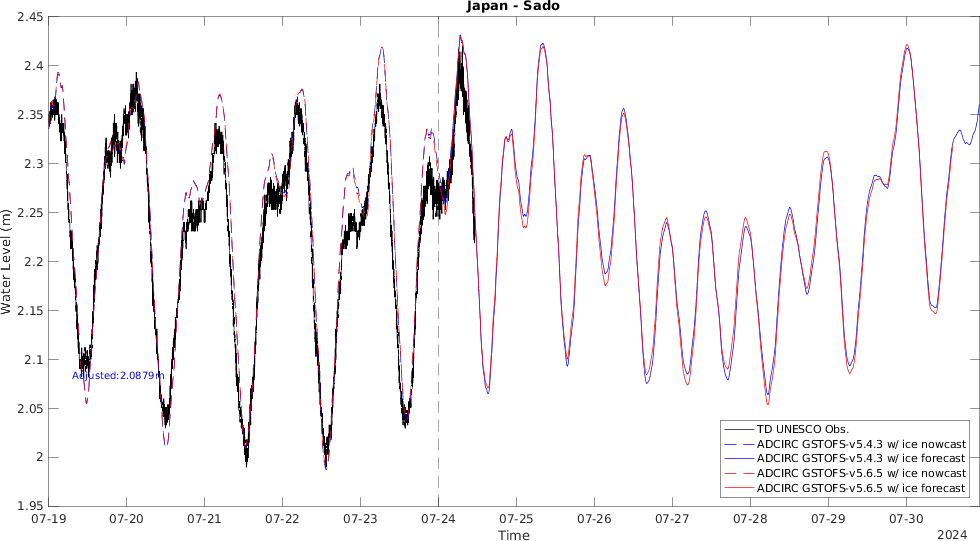 Japan - Sado
Water Level (m)
2.45
2.4
2.35
2.3
2.25
2.2
2.15
2.1
2.05
2
1.95
Adjusted:2.0879m
TD UNESCO Obs.
ADCIRC GSTOFS-v5.4.3 w/ ice nowcast
ADCIRC GSTOFS-v5.4.3 w/ ice forecast
ADCIRC GSTOFS-v5.6.5 w/ ice nowcast
ADCIRC GSTOFS-v5.6.5 w/ ice forecast
07-19 07-20 07-21 07-22 07-23 07-24 07-25 07-26 07-27 07-28 07-29 07-30
Time
2024